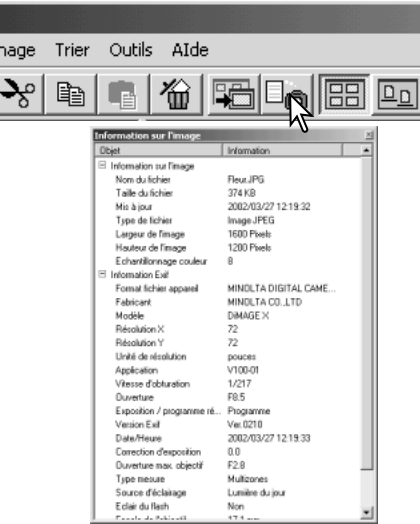 nage Trier Outils AIde
Information sur l'image
Objet Information
Information sur l'image
Nom du fichier Fleur.JPG
Taille du fichier 374 KB
Mis à jour 2002/03/27 12:19:32
Type de fichier Image JPEG
Largeur de l'image 1600 Pixels
Hauteur de l'image 1200 Pixels
Echantillonnage couleur 8
Information Exif
Format fichier appareil MINOLTA DIGITAL CAME...
Fabricant MINOLTA CO.,LTD
Modèle DiMAGE X
Résolution X 72
Résolution Y 72
Unité de résolution pouces
Application V100-01
Vitesse d'obturation 1/217
Ouverture F8.5
Exposition / programme ré... Programme
Version Exif Ver.0210
Date/Heure 2002/03/27 12:19:33
Correction d'exposition 0.0
Ouverture max. objectif F2.8
Type mesure Multizones
Source d'éclairage Lumière du jour
Eclair du flash Non
Focale de l'objectif 17.1 mm